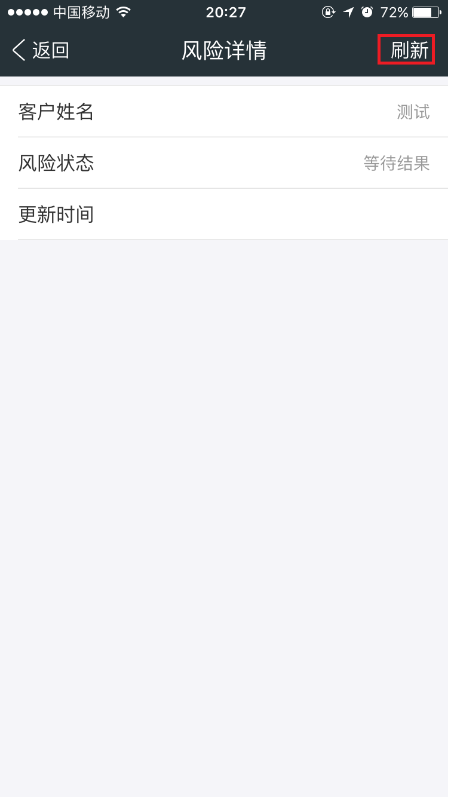 中国移动 20:27 72%
返回 风险详情 刷新
客户姓名 测试
风险状态 等待结果
更新时间